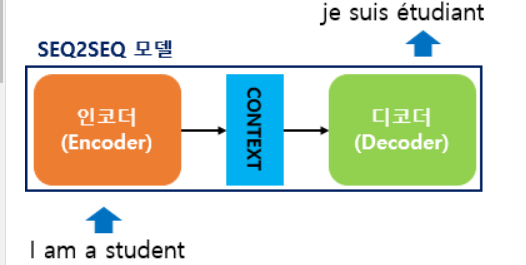 je suis étudiant
SEQ2SEQ 모델
인코더
(Encoder)
CONTEXT
디코더
(Decoder)
I am a student